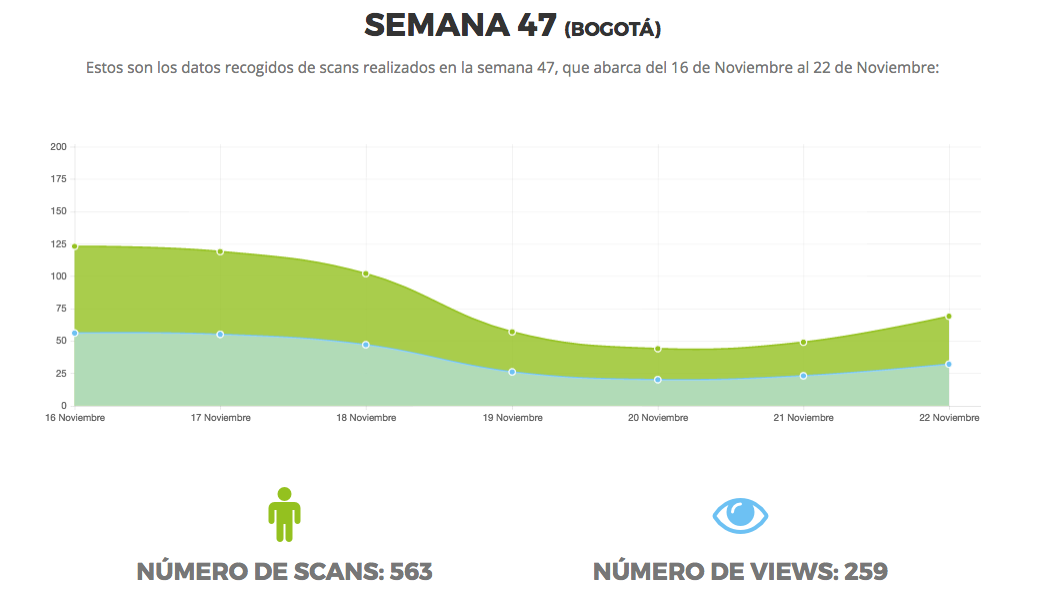 SEMANA 47 (BOGOTÁ)
Estos son los datos recogidos de scans realizados en la semana 47, que abarca del 16 de Noviembre al 22 de Noviembre:
200
175
150
125
100
75
50
25
0
16 Noviembre 17 Noviembre 18 Noviembre 19 Noviembre 20 Noviembre 21 Noviembre 22 Noviembre
NÚMERO DE SCANS: 563 NÚMERO DE VIEWS: 259